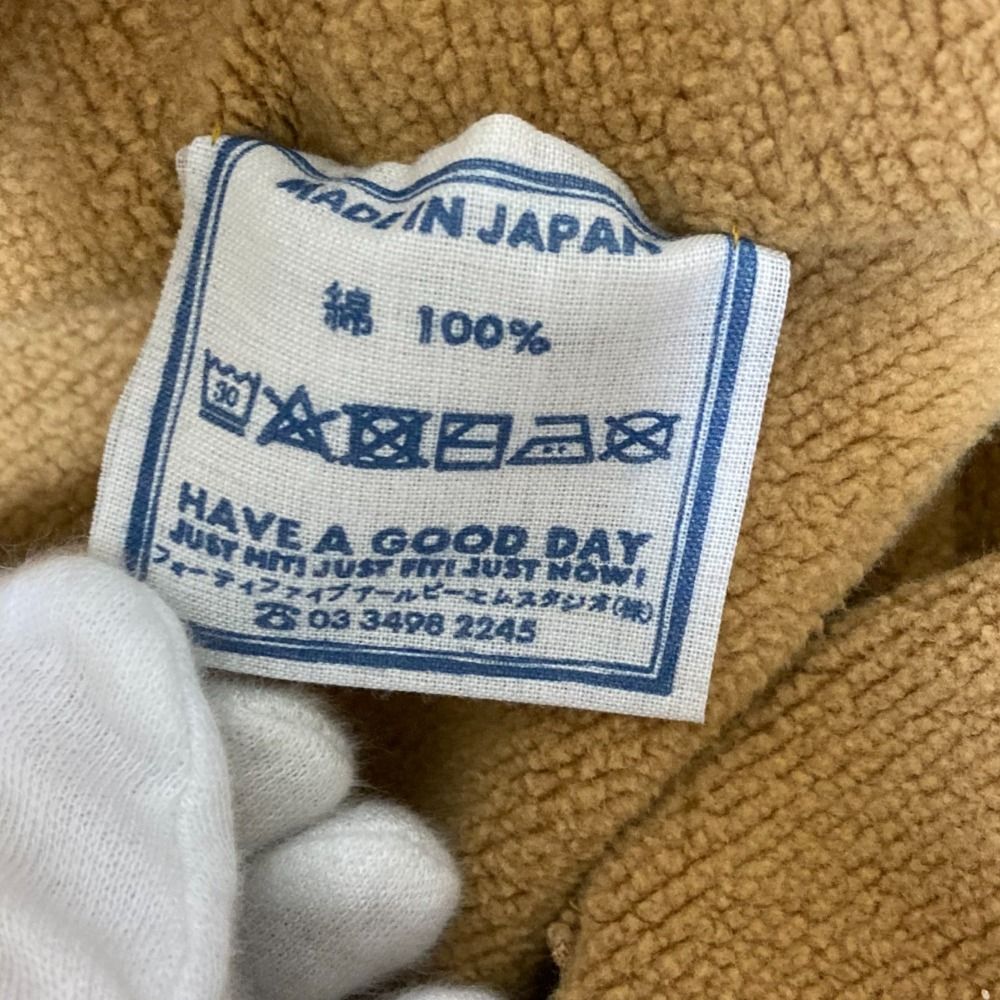 MADE IN JAPAN
綿 100%
30
HAVE A GOOD DAY
JUST HIT! JUST FIT! JUST NOW!
フォーティファイブアールピーエムスタジオ(株)
☎ 03 3498 2245